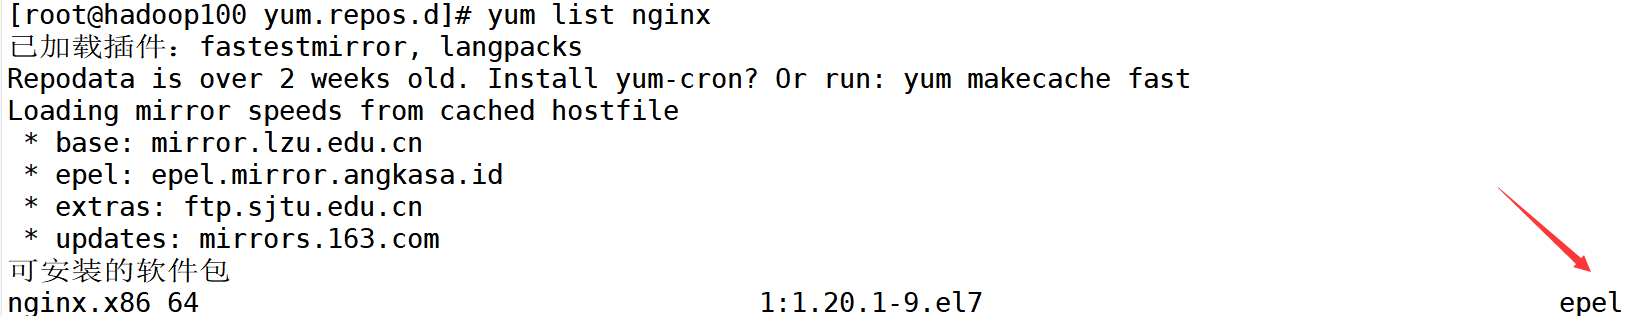 [root@hadoop100 yum.repos.d]# yum list nginx
已加载插件：fastestmirror, langpacks
Repodata is over 2 weeks old. Install yum-cron? Or run: yum makecache fast
Loading mirror speeds from cached hostfile
 * base: mirror.lzu.edu.cn
 * epel: epel.mirror.angkasa.id
 * extras: ftp.sjtu.edu.cn
 * updates: mirrors.163.com
可安装的软件包
nginx.x86_64 1:1.20.1-9.el7 epel